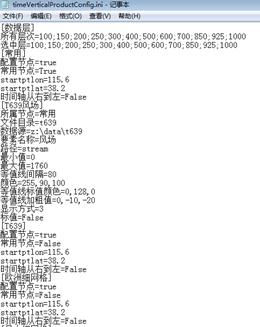 timeVerticalProductConfig.ini - 记事本
文件(F) 编辑(E) 格式(O) 查看(V) 帮助(H)
[数据层]
所有层次=100;150;200;250;300;400;500;600;700;850;925;1000
选中层=100;150;200;250;300;400;500;600;700;850;925;1000
[常用]
配置节点=true
常用节点=true
startptlon=115.6
startptlat=38.2
时间轴从右到左=False
[T639风场]
所属节点=常用
文件目录=t639
数据源=z:\data\t639
要素名称=风场
路径=stream
最小值=0
最大值=1760
等值线间隔=80
颜色=255,90,100
等值线标值颜色=0,128,0
等值线加粗值=0,-10,-20
显示方式=3
标值=False
[T639]
配置节点=true
常用节点=False
startptlon=115.6
startptlat=38.2
时间轴从右到左=False
[欧洲细网格]
配置节点=true
常用节点=False
startptlon=115.6
startptlat=38.2
时间轴从右到左=False